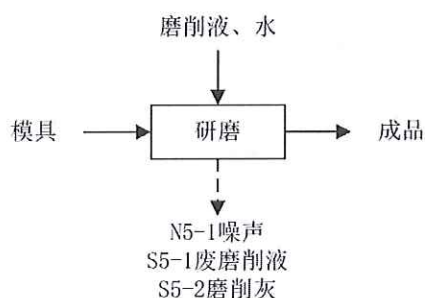 磨削液、水
模具
研磨
成品
N5-1噪声
S5-1废磨削液
S5-2磨削灰